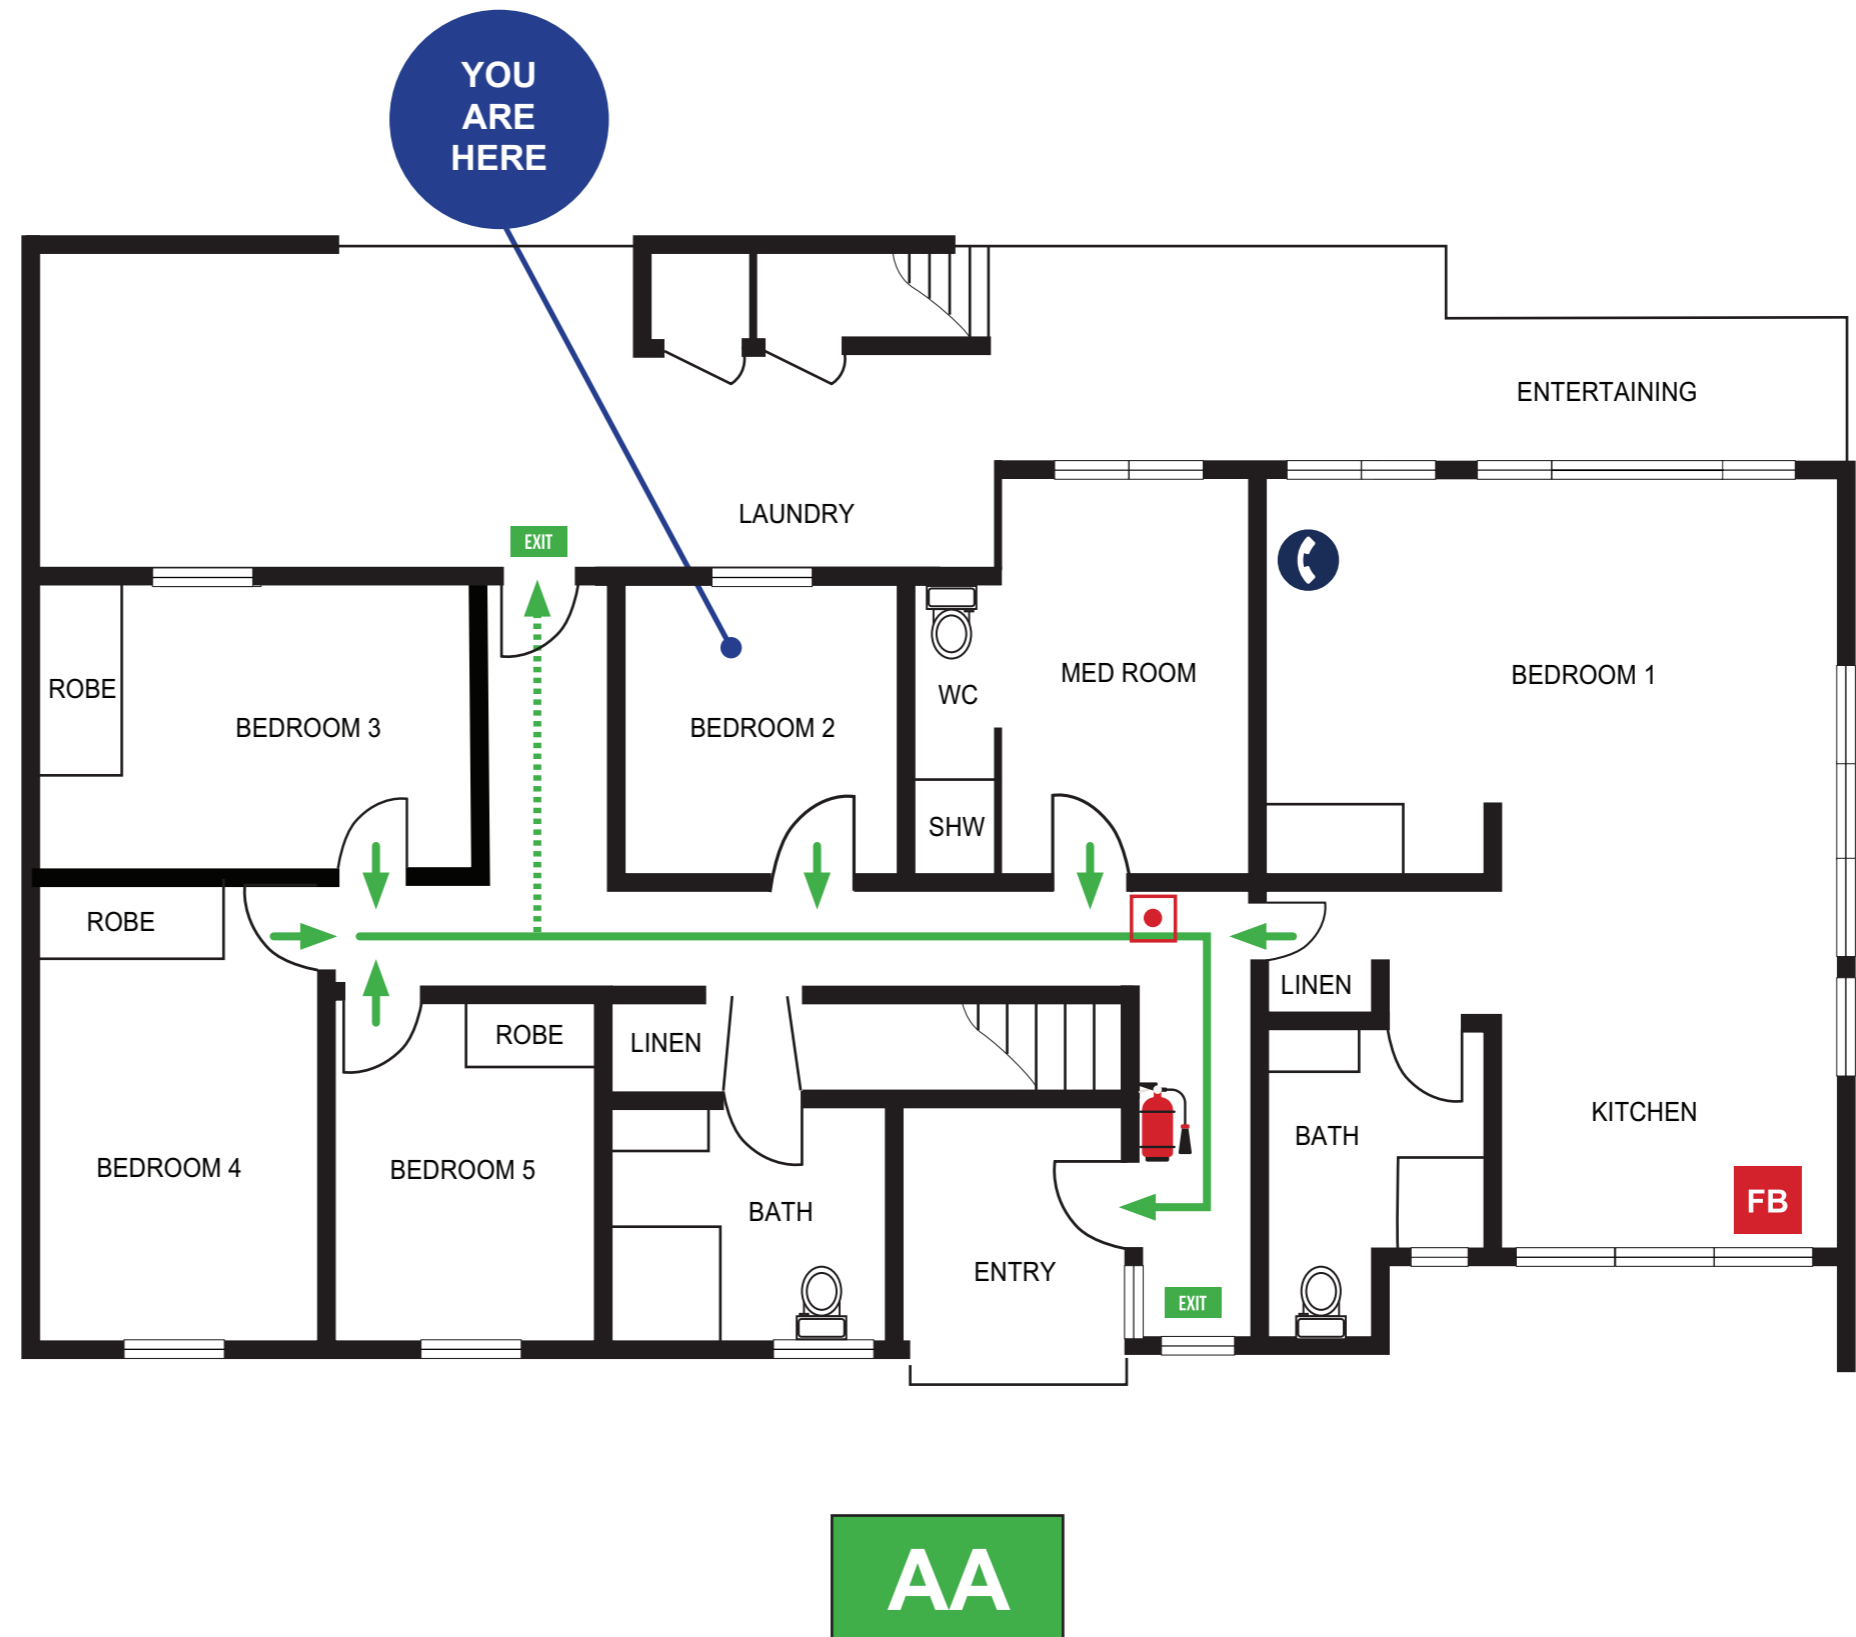 YOU
ARE
HERE
ENTERTAINING
LAUNDRY
EXIT
ROBE
BEDROOM 3
BEDROOM 2
WC
MED ROOM
BEDROOM 1
SHW
ROBE
LINEN
ROBE
LINEN
KITCHEN
BATH
BEDROOM 4
BEDROOM 5
BATH
FB
ENTRY
EXIT
AA